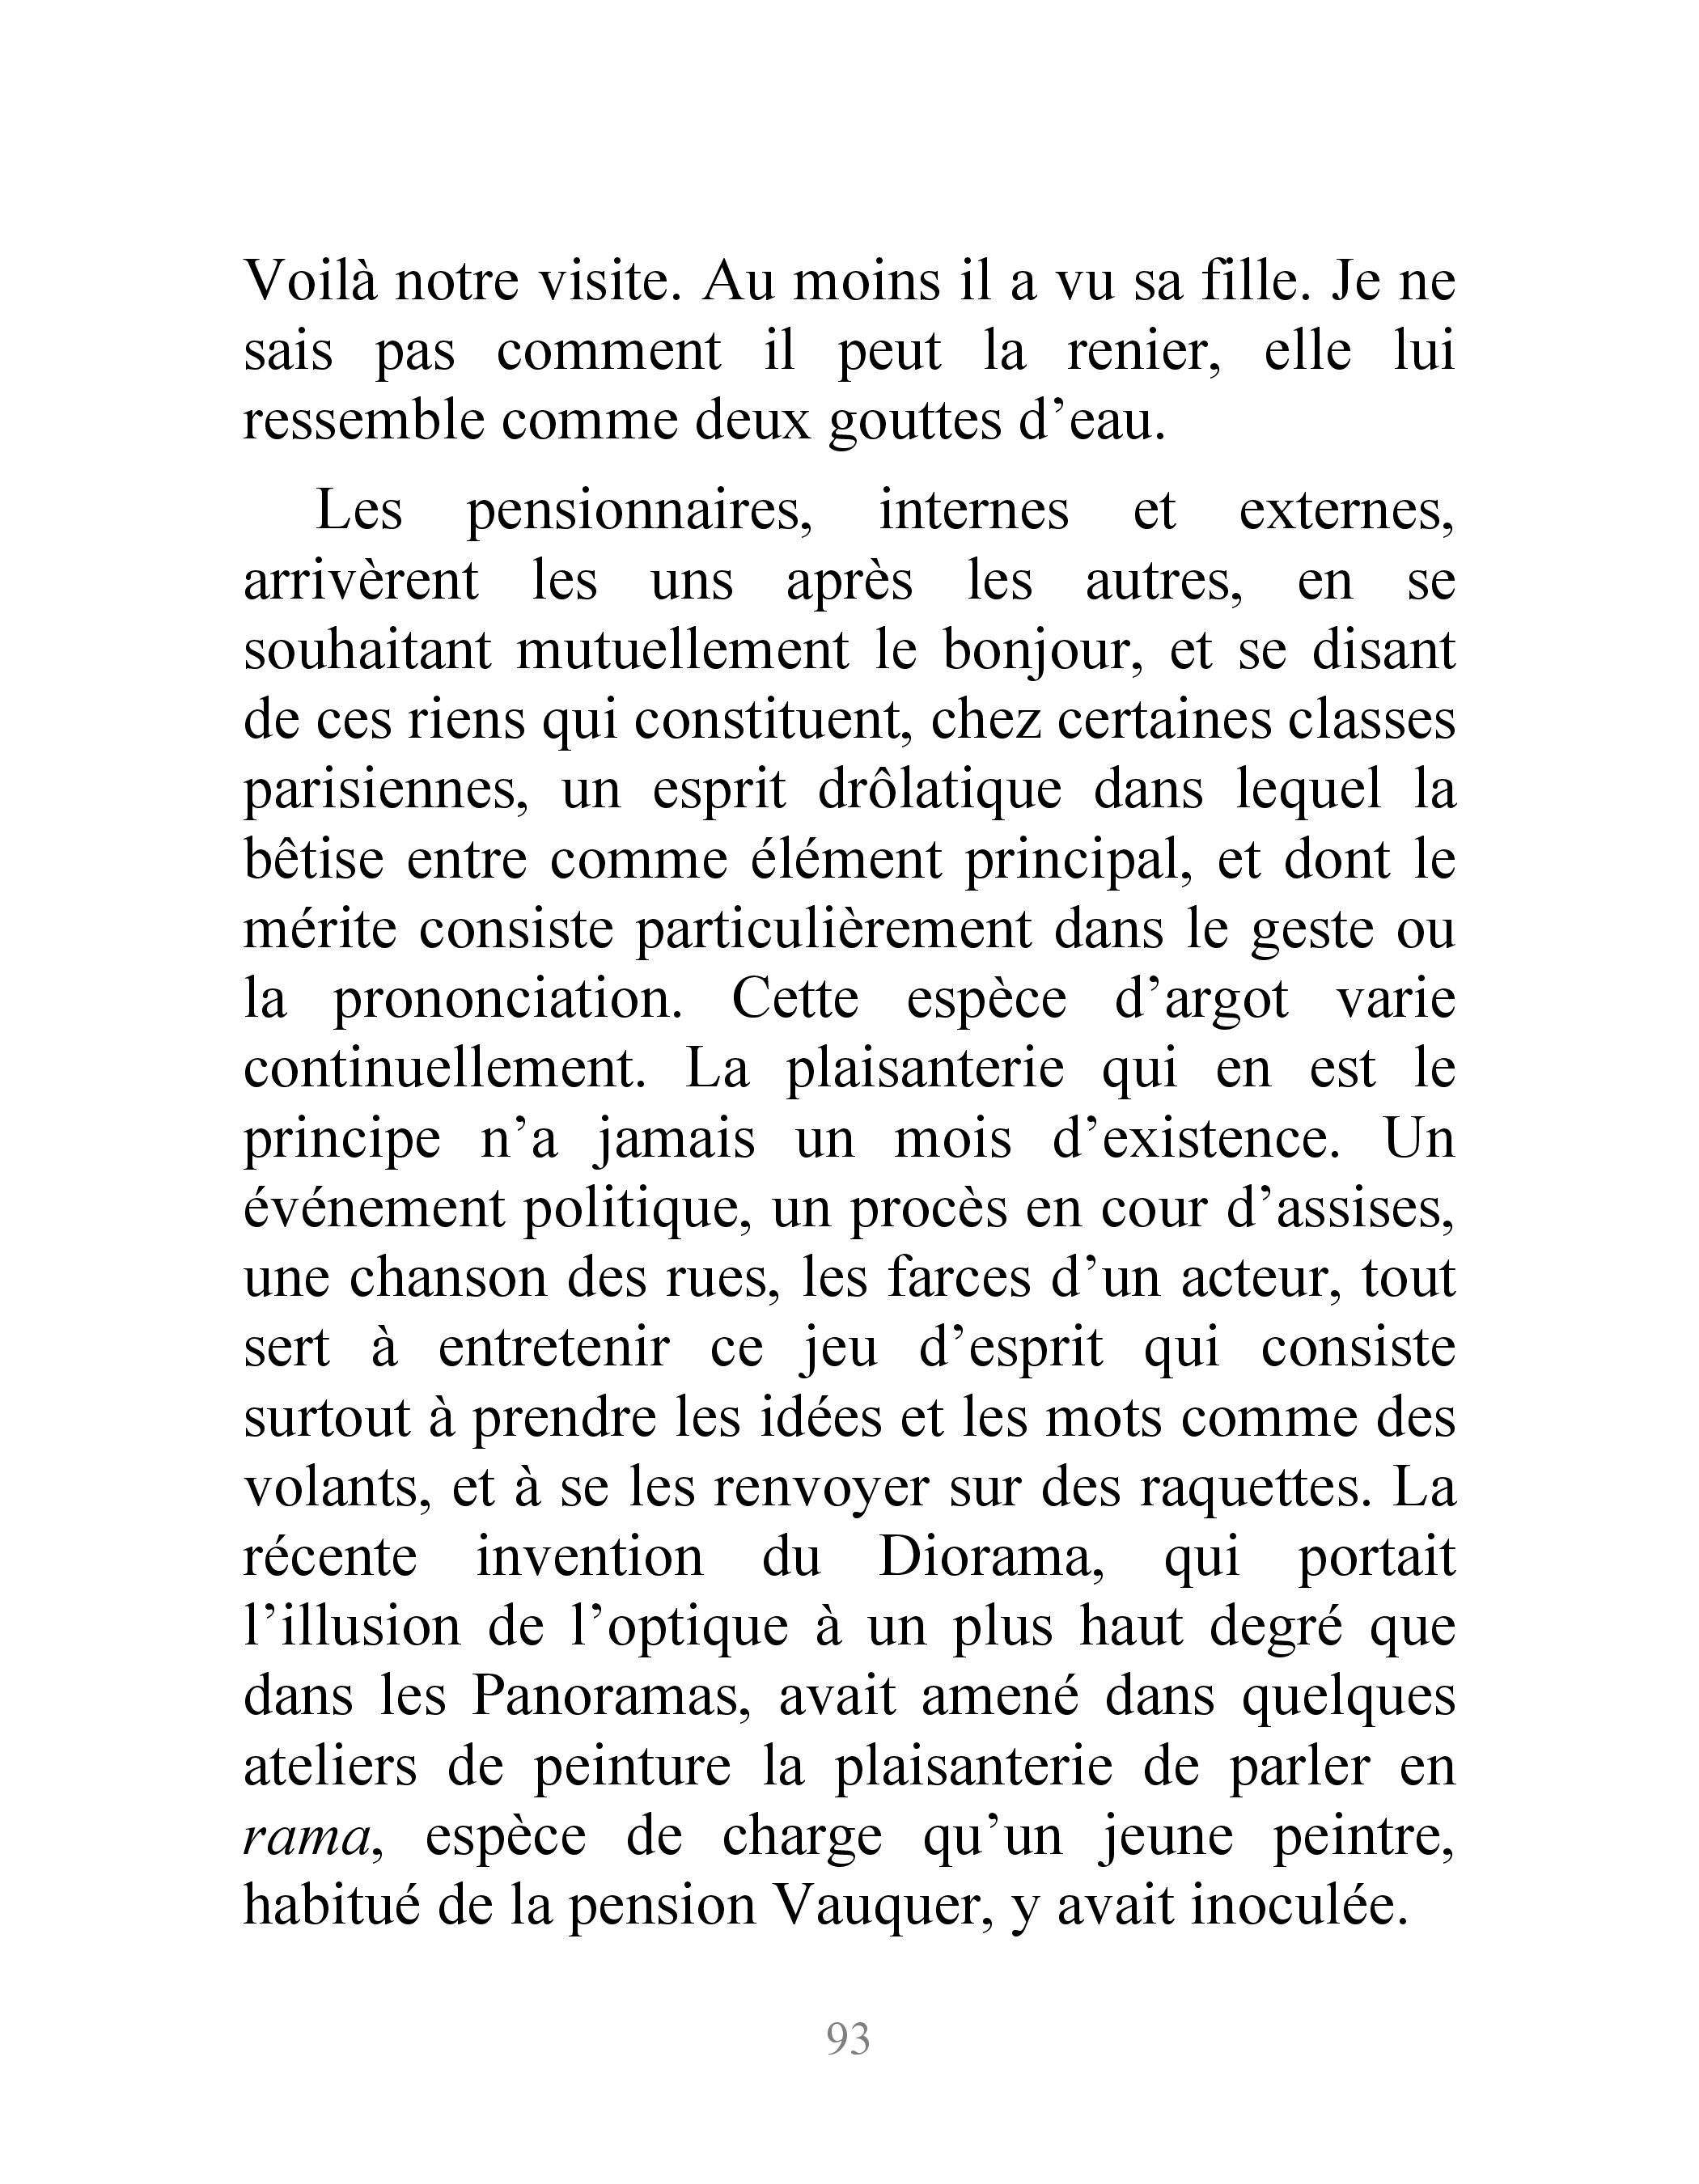 Voilà notre visite. Au moins il a vu sa fille. Je ne
sais pas comment il peut la renier, elle lui
ressemble comme deux gouttes d’eau.
Les pensionnaires, internes et externes,
arrivèrent les uns après les autres, en se
souhaitant mutuellement le bonjour, et se disant
de ces riens qui constituent, chez certaines classes
parisiennes, un esprit drôlatique dans lequel la
bêtise entre comme élément principal, et dont le
mérite consiste particulièrement dans le geste ou
la prononciation. Cette espèce d’argot varie
continuellement. La plaisanterie qui en est le
principe n’a jamais un mois d’existence. Un
événement politique, un procès en cour d’assises,
une chanson des rues, les farces d’un acteur, tout
sert à entretenir ce jeu d’esprit qui consiste
surtout à prendre les idées et les mots comme des
volants, et à se les renvoyer sur des raquettes. La
récente invention du Diorama, qui portait
l’illusion de l’optique à un plus haut degré que
dans les Panoramas, avait amené dans quelques
ateliers de peinture la plaisanterie de parler en
rama, espèce de charge qu’un jeune peintre,
habitué de la pension Vauquer, y avait inoculée.
93